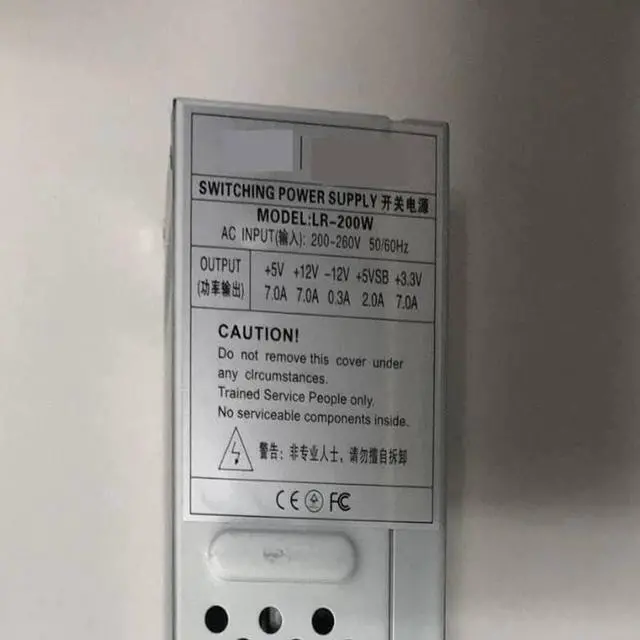 SWITCHING POWER SUPPLY 开关电源
MODEL:LR-200W
AC INPUT(输入): 200-260V 50/60Hz
OUTPUT (功率输出)
+5V +12V -12V +5VSB +3.3V
7.0A 7.0A 0.3A 2.0A 7.0A
CAUTION!
Do not remove this cover under
any clrcumstances.
Trained Service People only.
No serviceable components inside.
警告: 非专业人士, 请勿擅自拆卸
CE FC